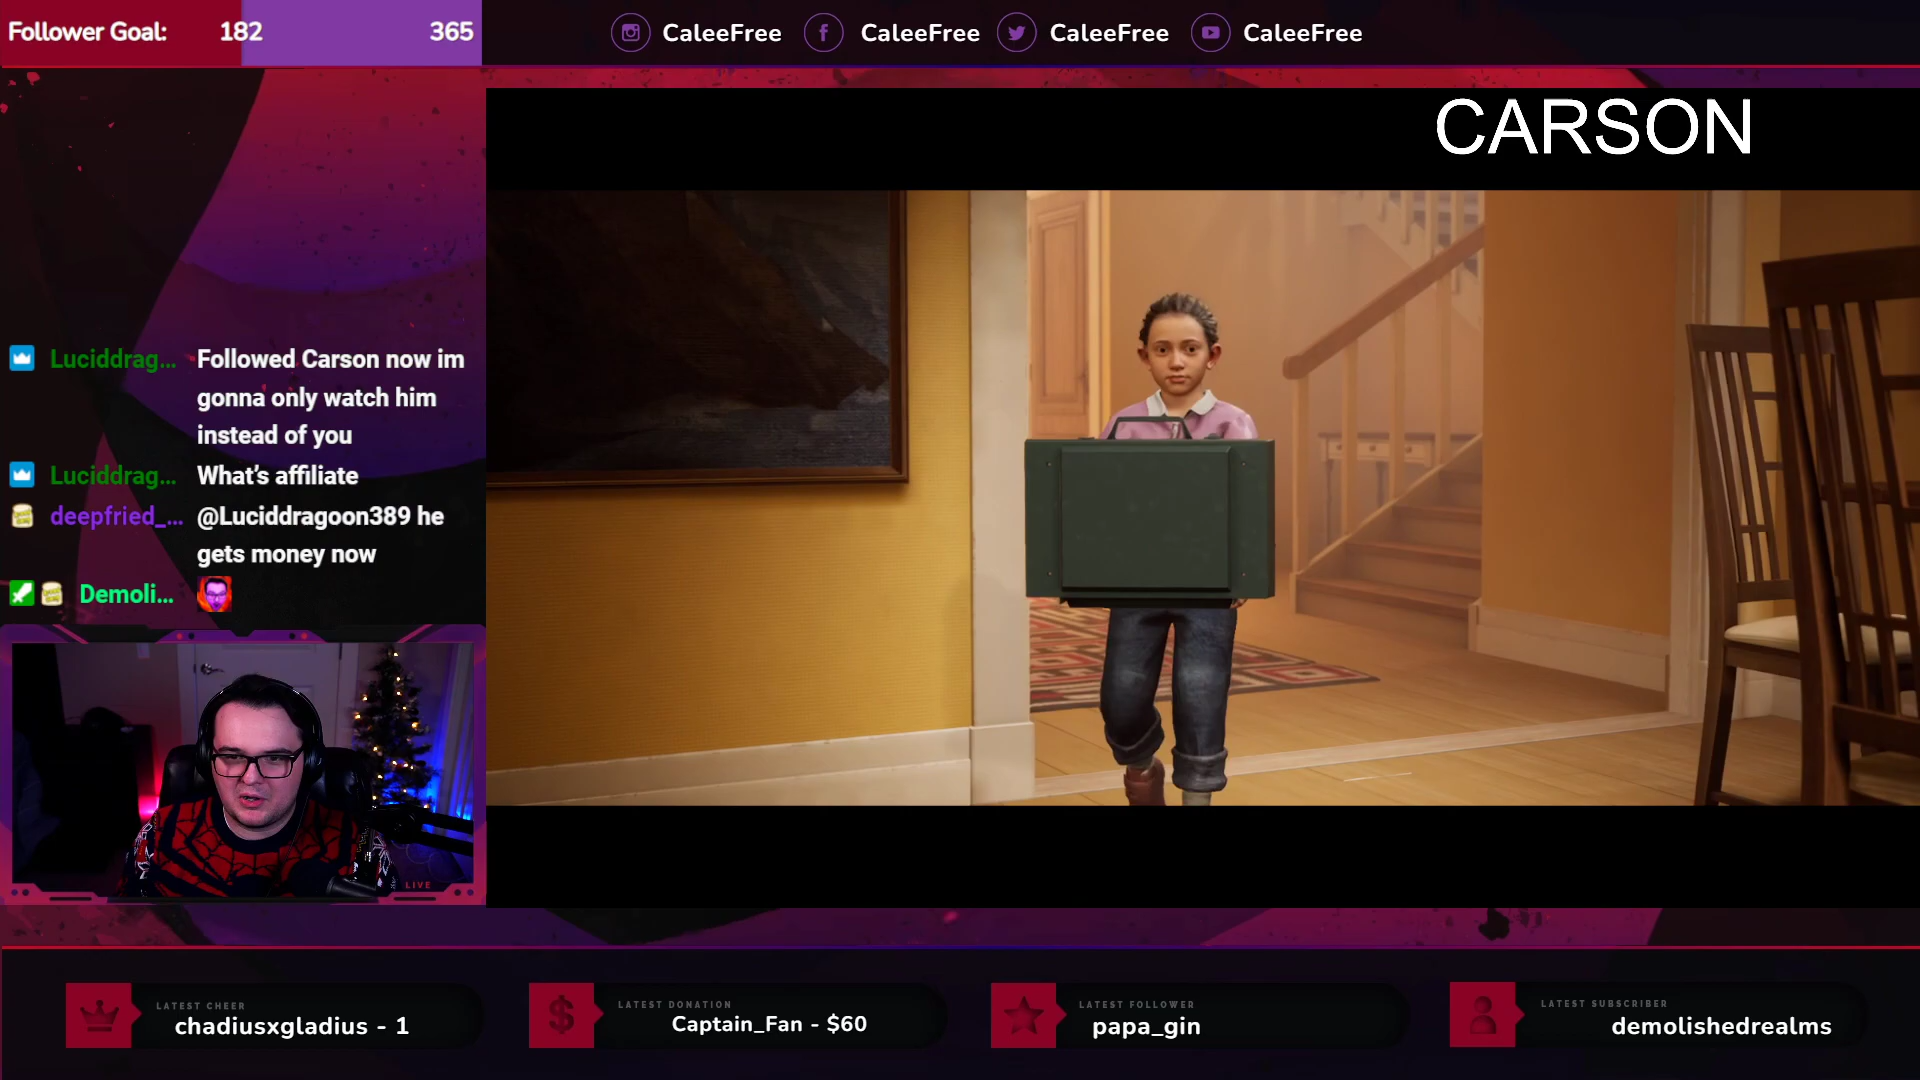 Follower Goal: 182 365
CaleeFree CaleeFree CaleeFree CaleeFree
CARSON
Luciddrag... Followed Carson now im
gonna only watch him
instead of you
Luciddrag... What's affiliate
deepfried_... @Luciddragoon389 he
gets money now
Demoli...
LIVE
LATEST CHEER
chadiusxgladius - 1
LATEST DONATION
Captain_Fan - $60
LATEST FOLLOWER
papa_gin
LATEST SUBSCRIBER
demolishedrealms